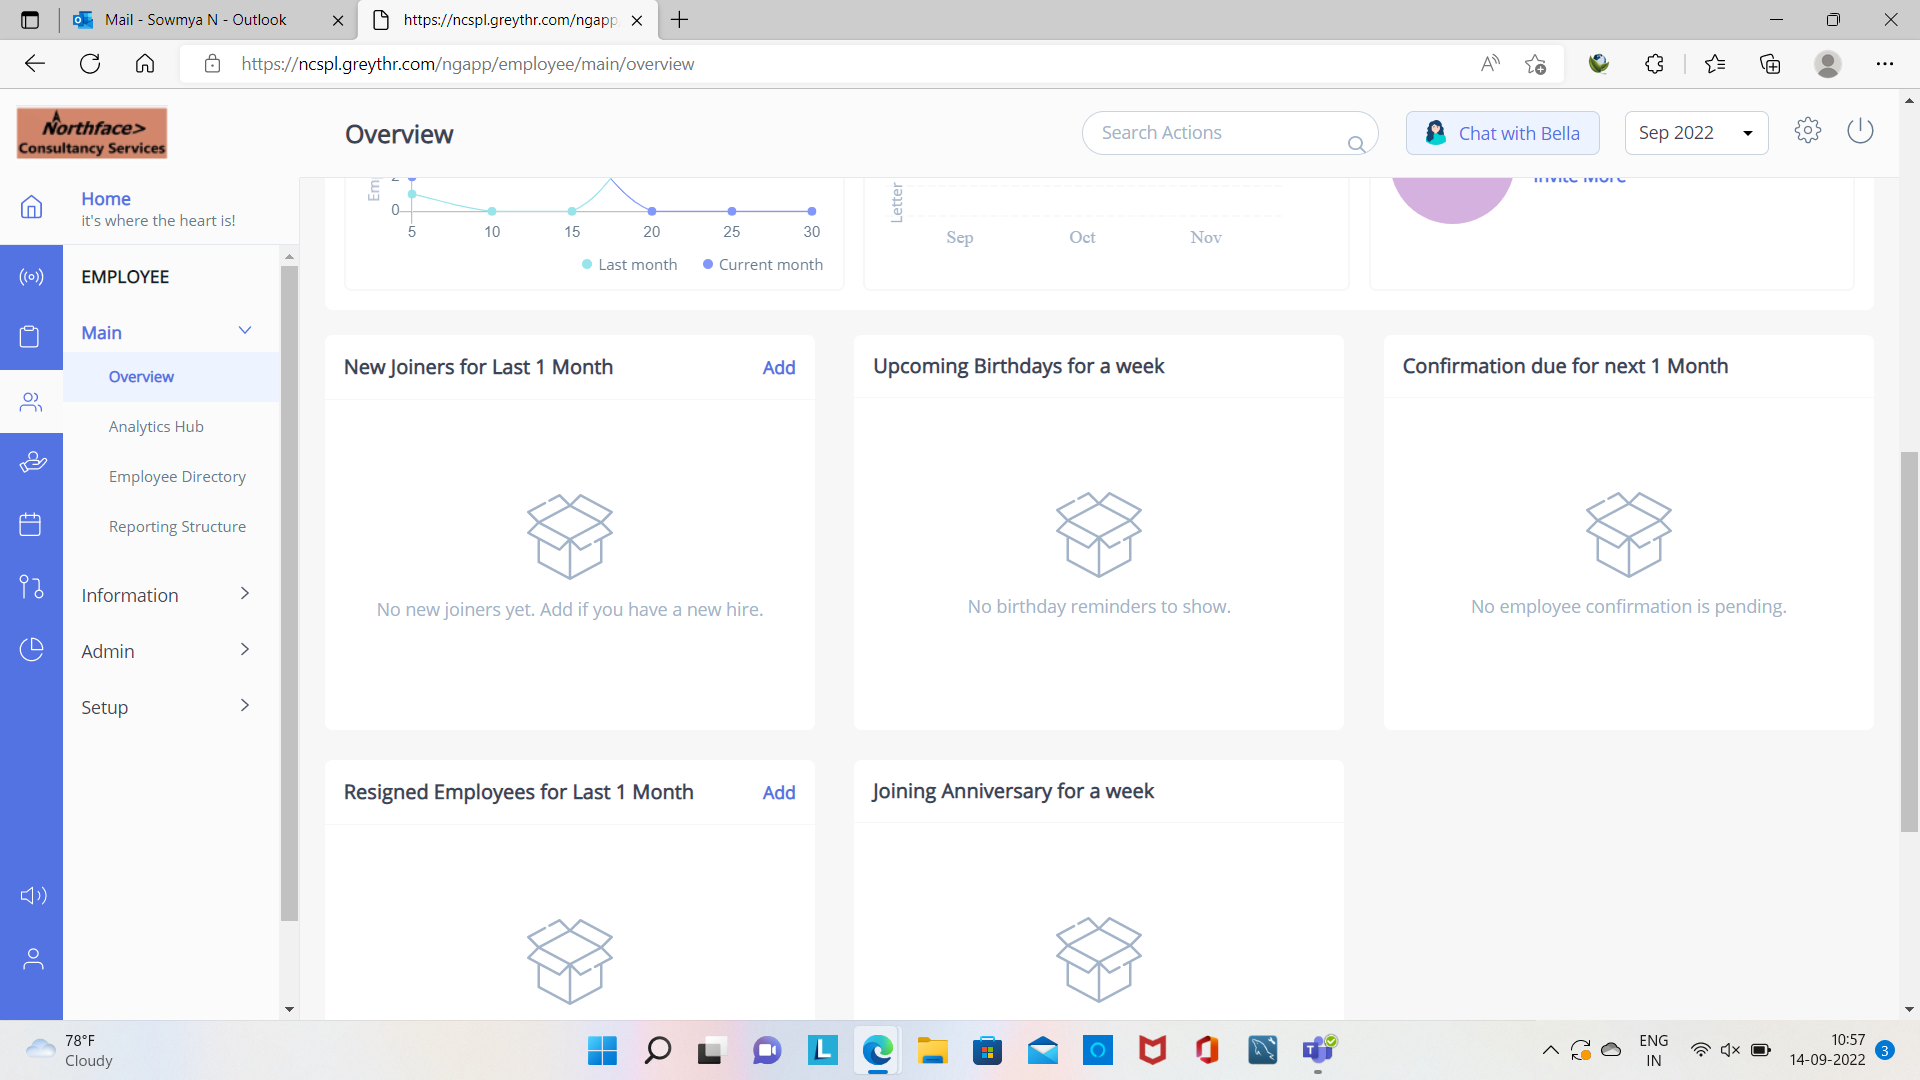 Mail - Sowmya N - Outlook
https://ncspl.greythr.com/ngapp
https://ncspl.greythr.com/ngapp/employee/main/overview
Northface>
Consultancy Services
Overview
Search Actions
Chat with Bella
Sep 2022
Home
it's where the heart is!
EMPLOYEE
Main
Overview
Analytics Hub
Employee Directory
Reporting Structure
Information
Admin
Setup
2
0
5 10 15 20 25 30
Last month Current month
Letter
Sep Oct Nov
Invite More
New Joiners for Last 1 Month Add
No new joiners yet. Add if you have a new hire.
Upcoming Birthdays for a week
No birthday reminders to show.
Confirmation due for next 1 Month
No employee confirmation is pending.
Resigned Employees for Last 1 Month Add
Joining Anniversary for a week
78°F
Cloudy
ENG
IN
10:57
14-09-2022
3